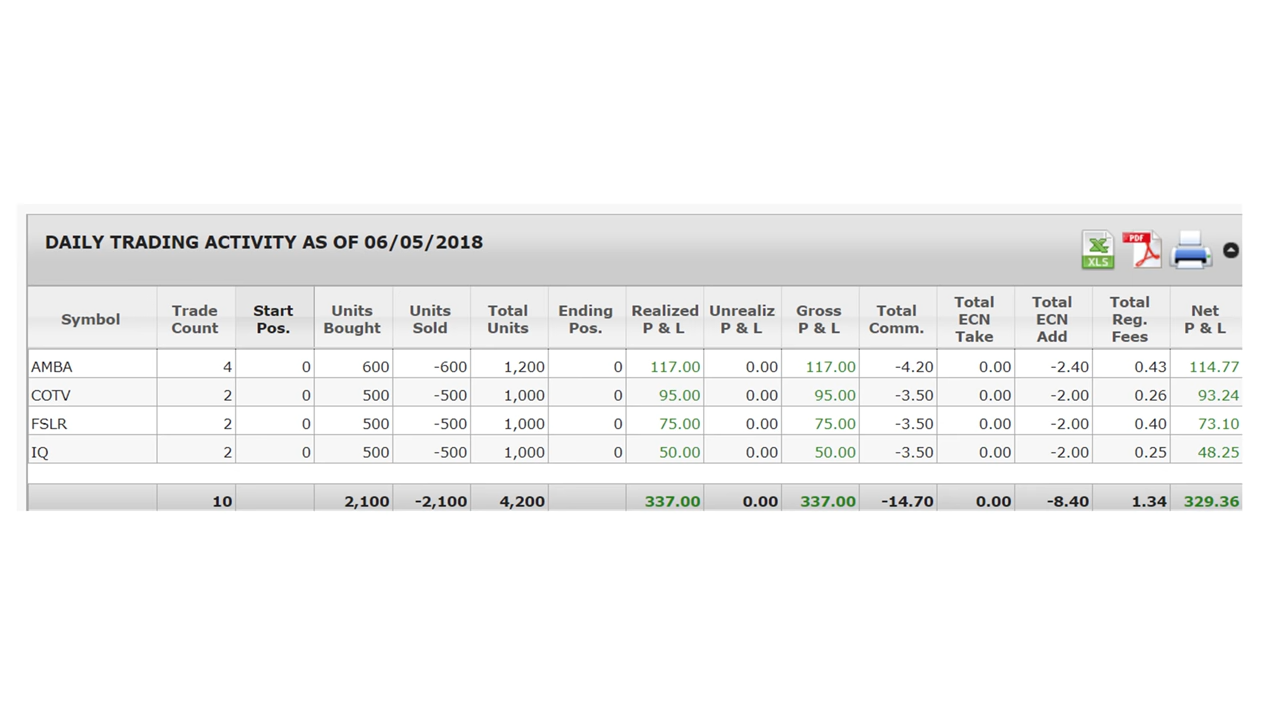 DAILY TRADING ACTIVITY AS OF 06/05/2018
XLS
PDF
Symbol Trade Count Start Pos. Units Bought Units Sold Total Units Ending Pos. Realized P & L Unrealiz P & L Gross P & L Total Comm. Total ECN Take Total ECN Add Total Reg. Fees Net P & L
AMBA 4 0 600 -600 1,200 0 117.00 0.00 117.00 -4.20 0.00 -2.40 0.43 114.77
COTV 2 0 500 -500 1,000 0 95.00 0.00 95.00 -3.50 0.00 -2.00 0.26 93.24
FSLR 2 0 500 -500 1,000 0 75.00 0.00 75.00 -3.50 0.00 -2.00 0.40 73.10
IQ 2 0 500 -500 1,000 0 50.00 0.00 50.00 -3.50 0.00 -2.00 0.25 48.25
10 2,100 -2,100 4,200 337.00 0.00 337.00 -14.70 0.00 -8.40 1.34 329.36